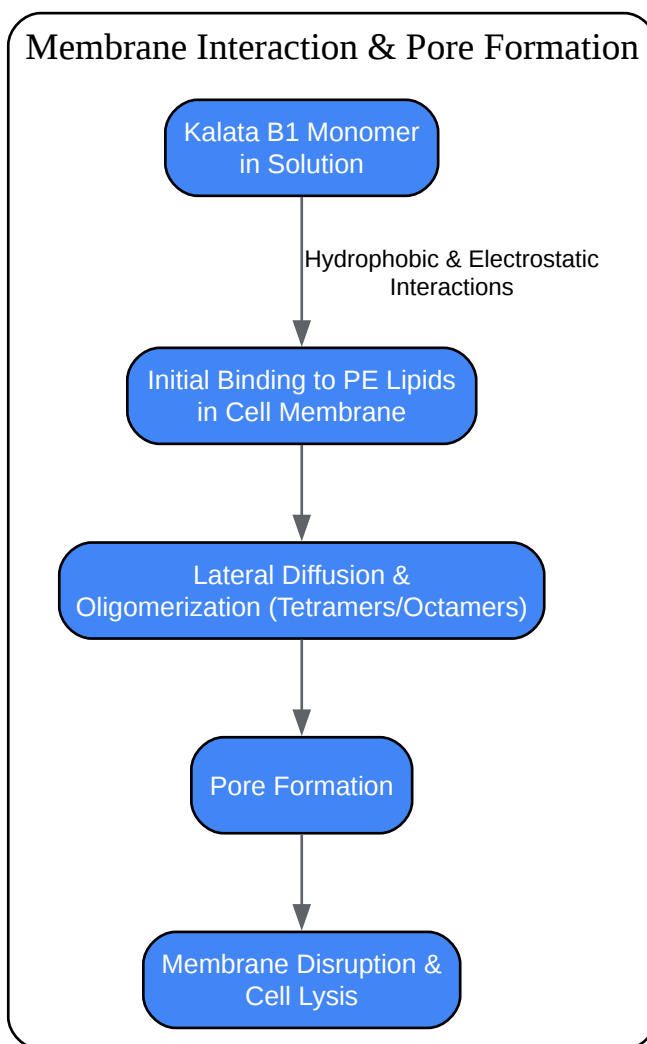 Membrane Interaction & Pore Formation
Kalata B1 Monomer
in Solution
Hydrophobic & Electrostatic
Interactions
Initial Binding to PE Lipids
in Cell Membrane
Lateral Diffusion &
Oligomerization (Tetramers/Octamers)
Pore Formation
Membrane Disruption &
Cell Lysis